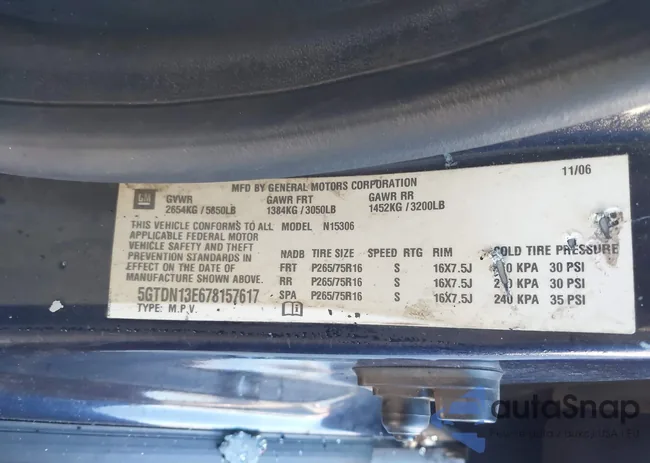 MFD BY GENERAL MOTORS CORPORATION 11/06
GM GVWR GAWR FRT GAWR RR
2654KG / 5850LB 1384KG / 3050LB 1452KG / 3200LB
THIS VEHICLE CONFORMS TO ALL MODEL N15306
APPLICABLE FEDERAL MOTOR
VEHICLE SAFETY AND THEFT
PREVENTION STANDARDS IN
EFFECT ON THE DATE OF
MANUFACTURE SHOWN ABOVE.
5GTDN13E678157617
TYPE: M.P.V.
NADB TIRE SIZE SPEED RTG RIM COLD TIRE PRESSURE
FRT P265/75R16 S 16X7.5J KPA 30 PSI
RR P265/75R16 S 16X7.5J KPA 30 PSI
SPA P265/75R16 S 16X7.5J 240 KPA 35 PSI
autaSnap